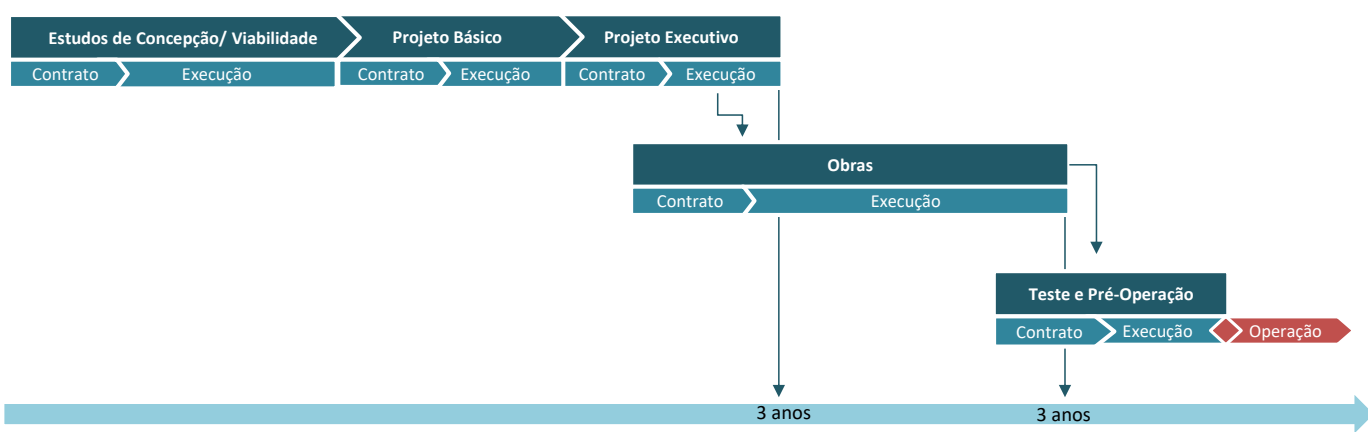 Estudos de Concepção/ Viabilidade
Projeto Básico
Projeto Executivo
Contrato
Execução
Contrato
Execução
Contrato
Execução
Obras
Contrato
Execução
Teste e Pré-Operação
Contrato
Execução
Operação
3 anos
3 anos